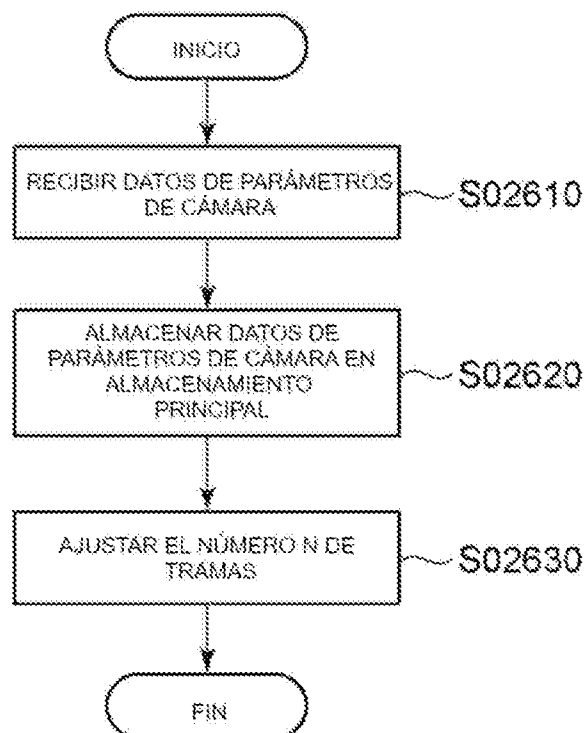 INICIO
RECIBIR DATOS DE PARÁMETROS
DE CÁMARA
S02610
ALMACENAR DATOS DE
PARÁMETROS DE CÁMARA EN
ALMACENAMIENTO
PRINCIPAL
S02620
AJUSTAR EL NÚMERO N DE
TRAMAS
S02630
FIN